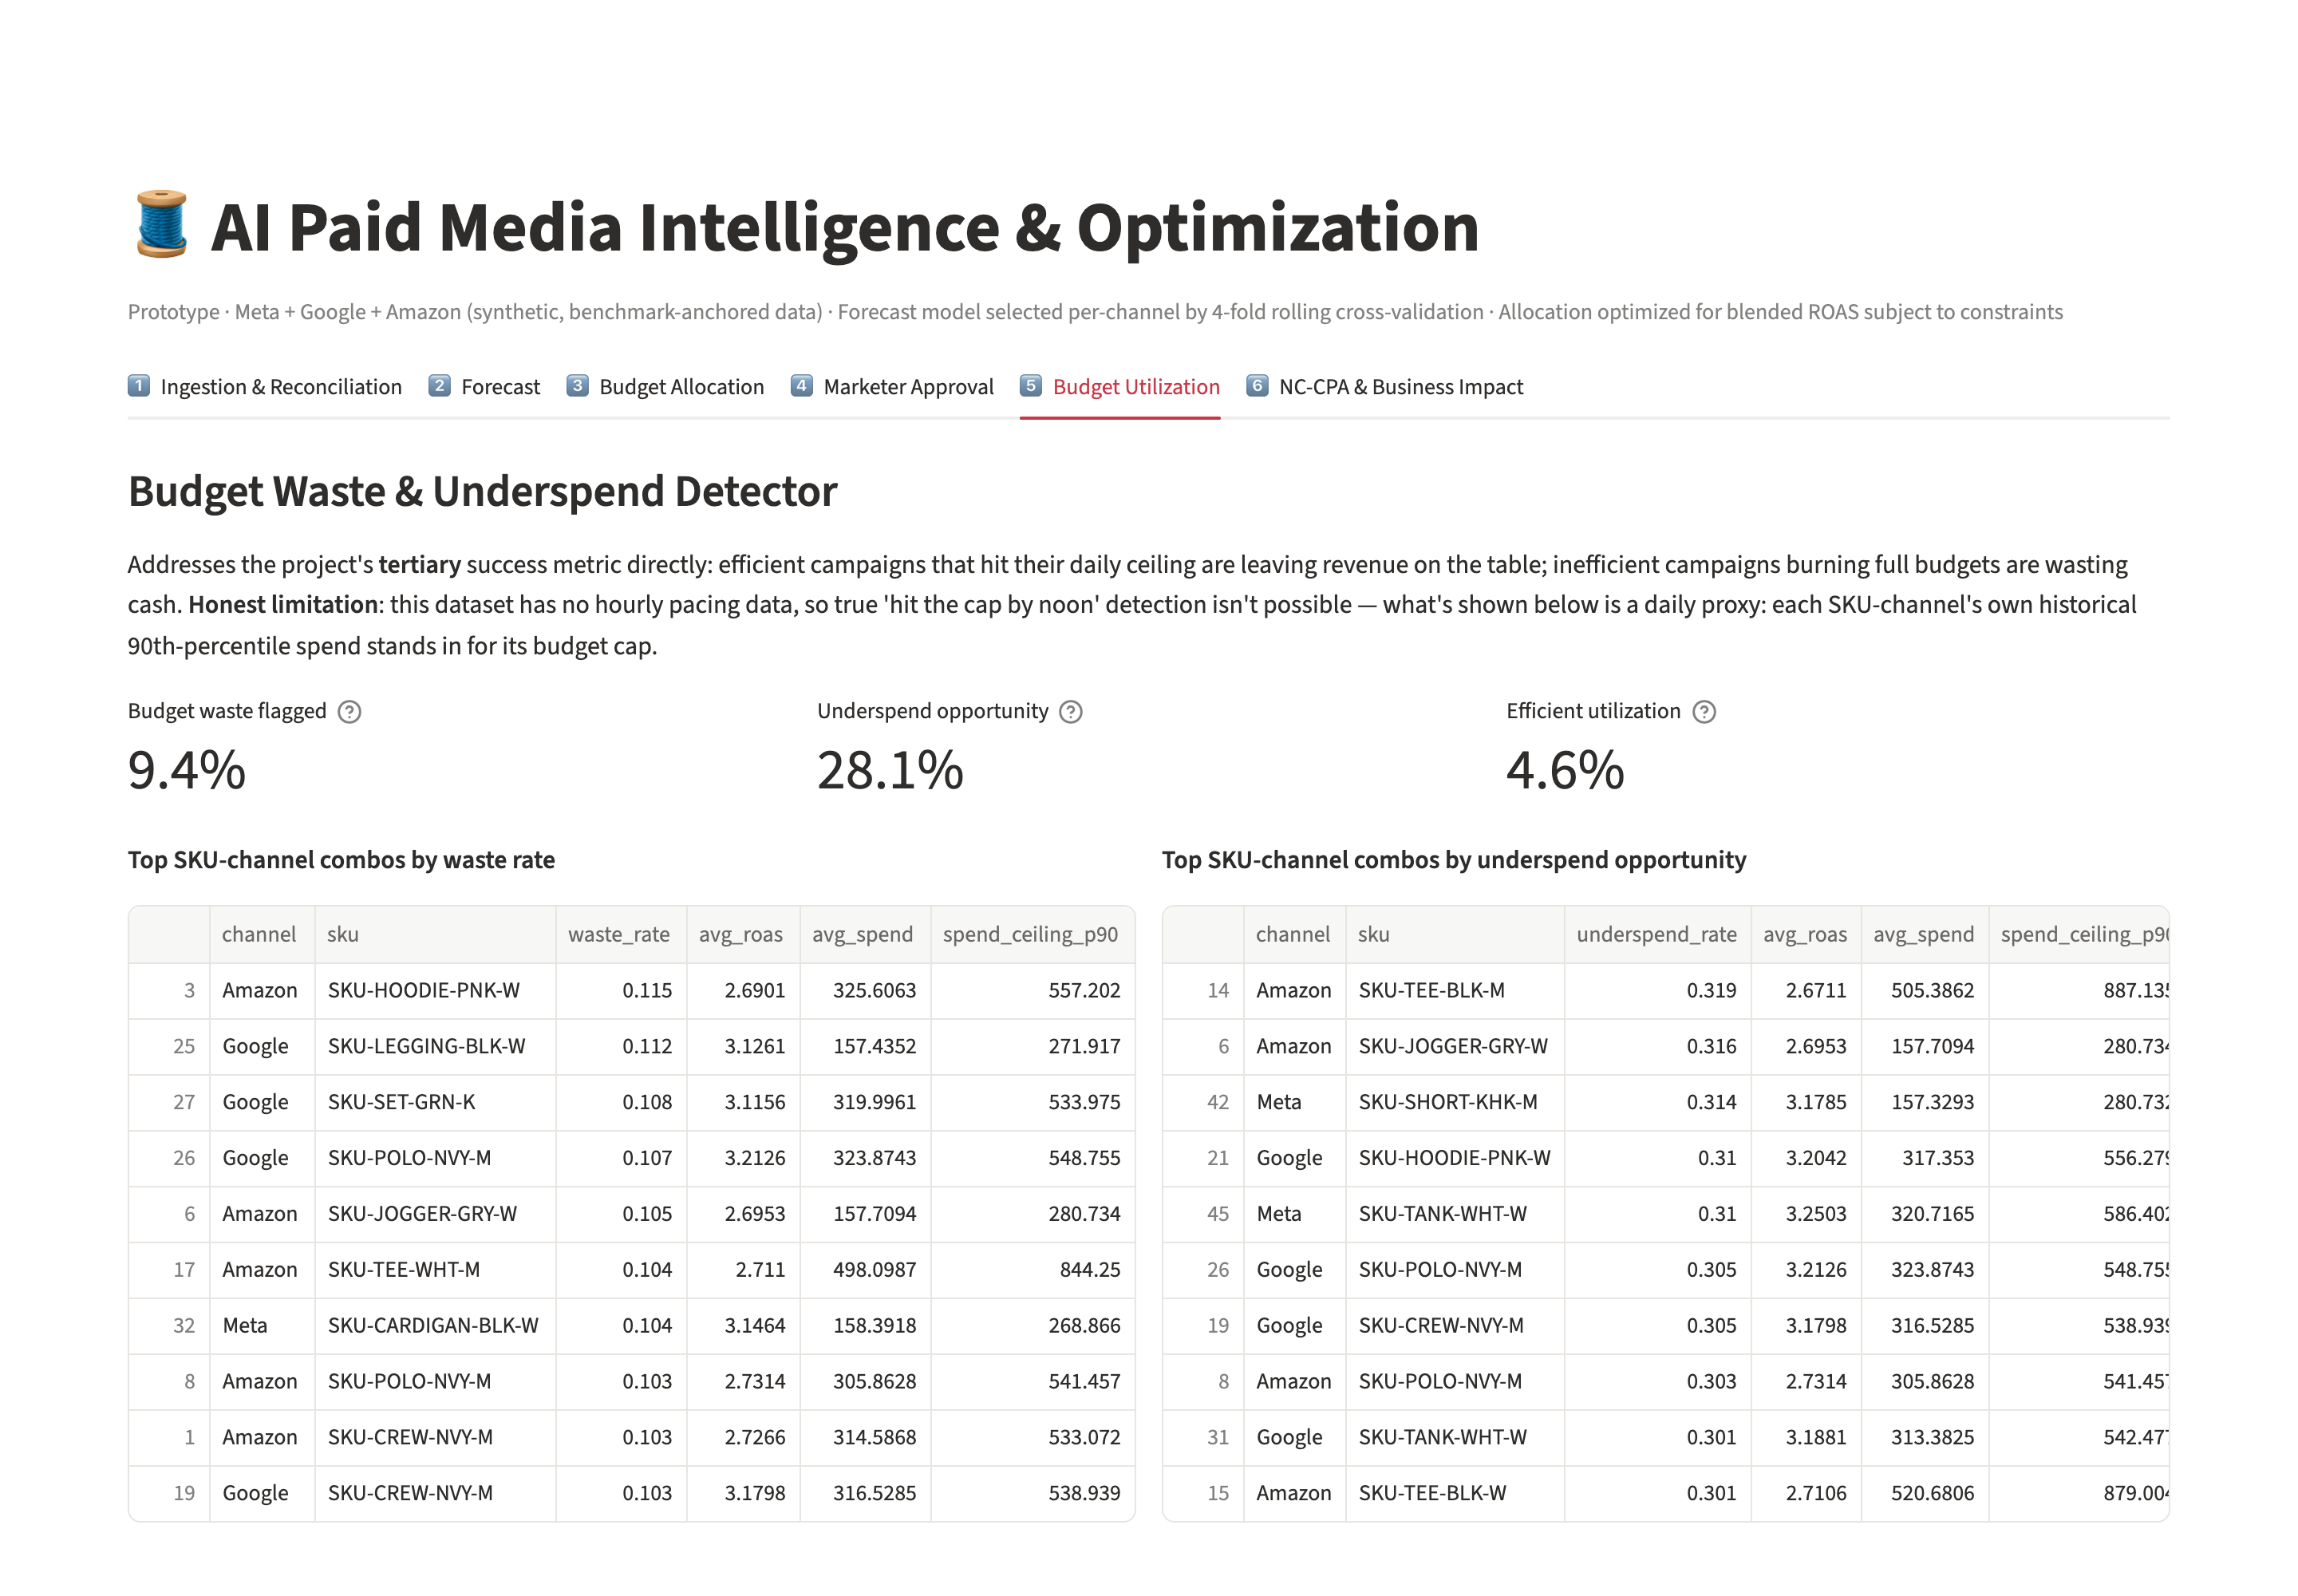 AI Paid Media Intelligence & Optimization
Prototype · Meta + Google + Amazon (synthetic, benchmark-anchored data) · Forecast model selected per-channel by 4-fold rolling cross-validation · Allocation optimized for blended ROAS subject to constraints
1 Ingestion & Reconciliation 2 Forecast 3 Budget Allocation 4 Marketer Approval 5 Budget Utilization 6 NC-CPA & Business Impact
Budget Waste & Underspend Detector
Addresses the project's tertiary success metric directly: efficient campaigns that hit their daily ceiling are leaving revenue on the table; inefficient campaigns burning full budgets are wasting
cash. Honest limitation: this dataset has no hourly pacing data, so true 'hit the cap by noon' detection isn't possible — what's shown below is a daily proxy: each SKU-channel's own historical
90th-percentile spend stands in for its budget cap.
Budget waste flagged ? Underspend opportunity ? Efficient utilization ?
9.4% 28.1% 4.6%
Top SKU-channel combos by waste rate
channel sku waste_rate avg_roas avg_spend spend_ceiling_p90
3 Amazon SKU-HOODIE-PNK-W 0.115 2.6901 325.6063 557.202
25 Google SKU-LEGGING-BLK-W 0.112 3.1261 157.4352 271.917
27 Google SKU-SET-GRN-K 0.108 3.1156 319.9961 533.975
26 Google SKU-POLO-NVY-M 0.107 3.2126 323.8743 548.755
6 Amazon SKU-JOGGER-GRY-W 0.105 2.6953 157.7094 280.734
17 Amazon SKU-TEE-WHT-M 0.104 2.711 498.0987 844.25
32 Meta SKU-CARDIGAN-BLK-W 0.104 3.1464 158.3918 268.866
8 Amazon SKU-POLO-NVY-M 0.103 2.7314 305.8628 541.457
1 Amazon SKU-CREW-NVY-M 0.103 2.7266 314.5868 533.072
19 Google SKU-CREW-NVY-M 0.103 3.1798 316.5285 538.939
Top SKU-channel combos by underspend opportunity
channel sku underspend_rate avg_roas avg_spend spend_ceiling_p90
14 Amazon SKU-TEE-BLK-M 0.319 2.6711 505.3862 887.135
6 Amazon SKU-JOGGER-GRY-W 0.316 2.6953 157.7094 280.734
42 Meta SKU-SHORT-KHK-M 0.314 3.1785 157.3293 280.732
21 Google SKU-HOODIE-PNK-W 0.31 3.2042 317.353 556.279
45 Meta SKU-TANK-WHT-W 0.31 3.2503 320.7165 586.402
26 Google SKU-POLO-NVY-M 0.305 3.2126 323.8743 548.755
19 Google SKU-CREW-NVY-M 0.305 3.1798 316.5285 538.939
8 Amazon SKU-POLO-NVY-M 0.303 2.7314 305.8628 541.457
31 Google SKU-TANK-WHT-W 0.301 3.1881 313.3825 542.477
15 Amazon SKU-TEE-BLK-W 0.301 2.7106 520.6806 879.004